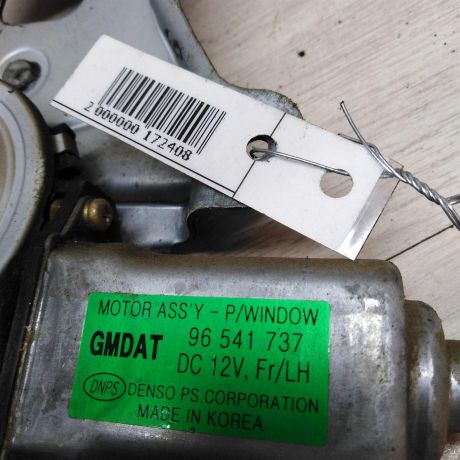 2 000000 172408
MOTOR ASS'Y - P/WINDOW
GMDAT 96 541 737
DC 12V, Fr/LH
DNPS DENSO PS CORPORATION
MADE IN KOREA